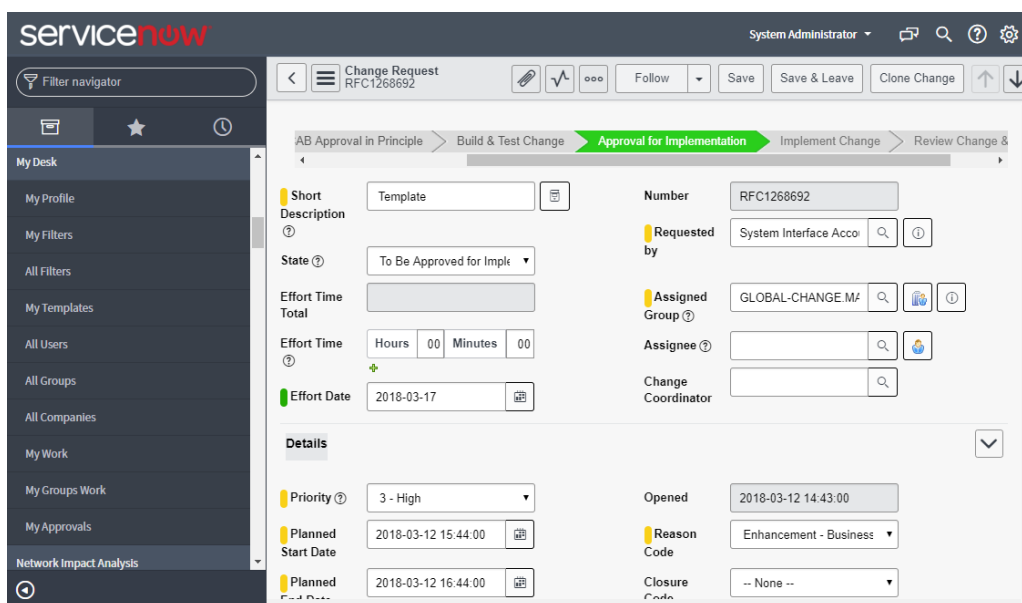 servicenow
System Administrator
Filter navigator
Change Request
RFC1268692
Follow
Save
Save & Leave
Clone Change
AB Approval in Principle
Build & Test Change
Approval for Implementation
Implement Change
Review Change &
My Desk
My Profile
My Filters
All Filters
My Templates
All Users
All Groups
All Companies
My Work
My Groups Work
My Approvals
Network Impact Analysis
Short
Description
Template
State
To Be Approved for Imple
Effort Time
Total
Effort Time
Hours 00 Minutes 00
Effort Date
2018-03-17
Number
RFC1268692
Requested
by
System Interface Accou
Assigned
Group
GLOBAL-CHANGE.MA
Assignee
Change
Coordinator
Details
Priority
3 - High
Planned
Start Date
2018-03-12 15:44:00
Planned
End Date
2018-03-12 16:44:00
Opened
2018-03-12 14:43:00
Reason
Code
Enhancement - Business
Closure
Code
-- None --